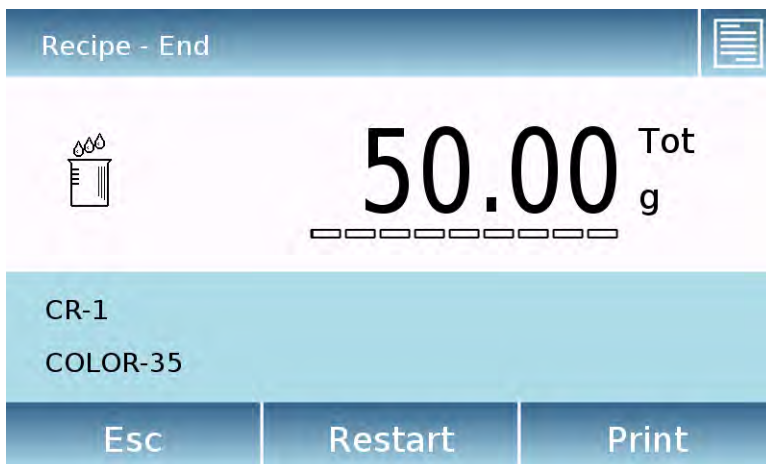 Recipe - End
50.00 Tot
g
CR-1
COLOR-35
Esc Restart Print